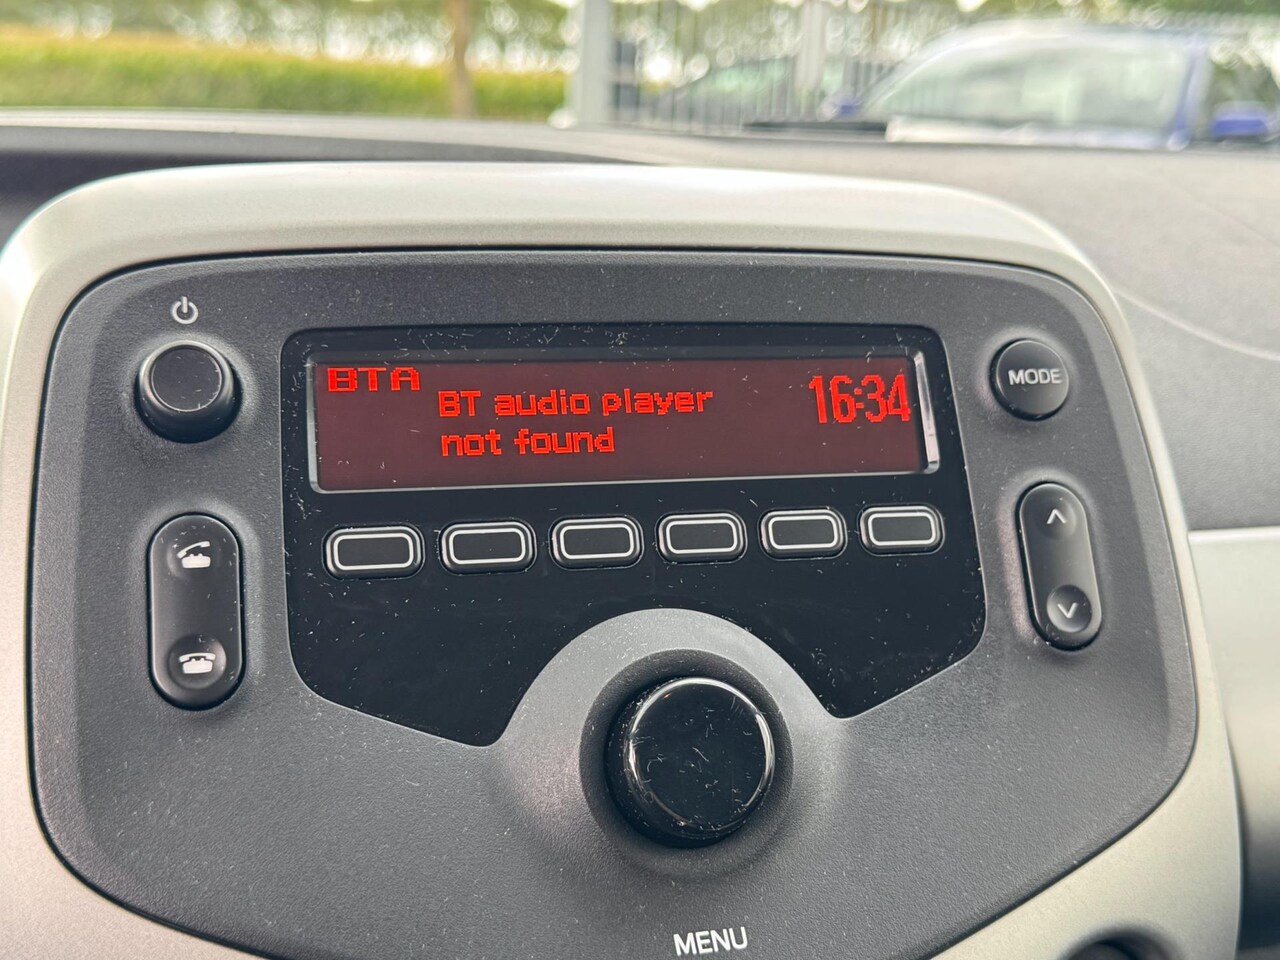 BTA
BT audio player
not found
16:34
MODE
MENU